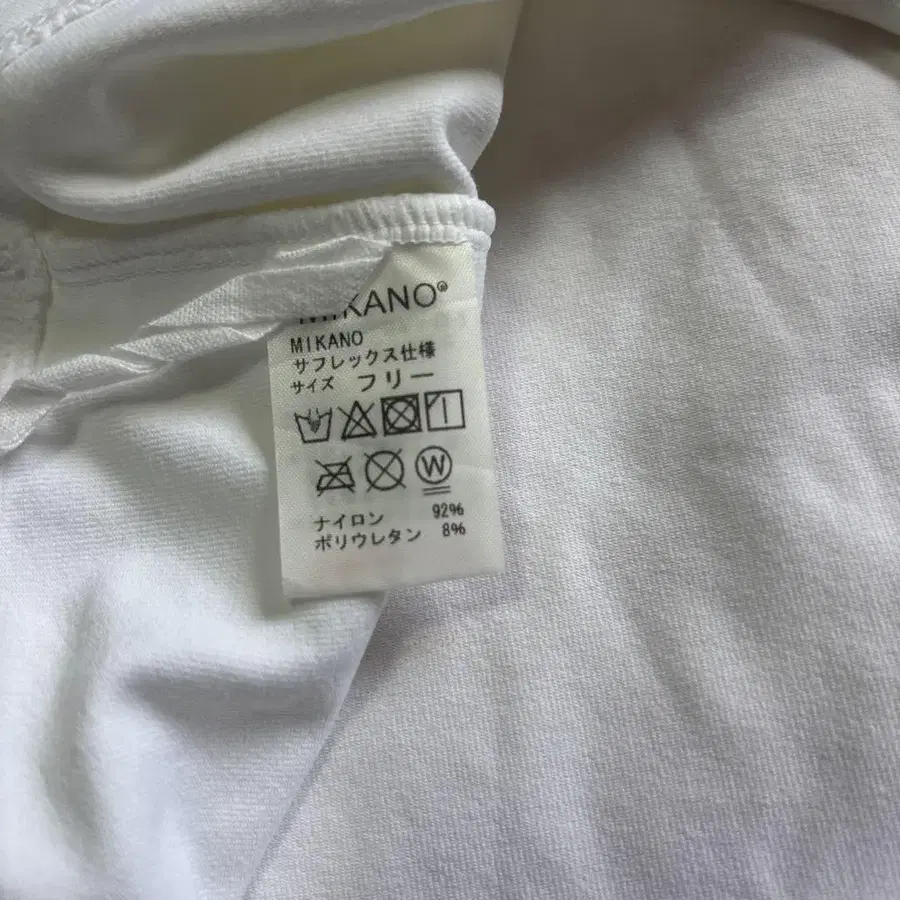 MIKANO®
MIKANO
サフレックス仕様
サイズ フリー
W
ナイロン 92%
ポリウレタン 8%